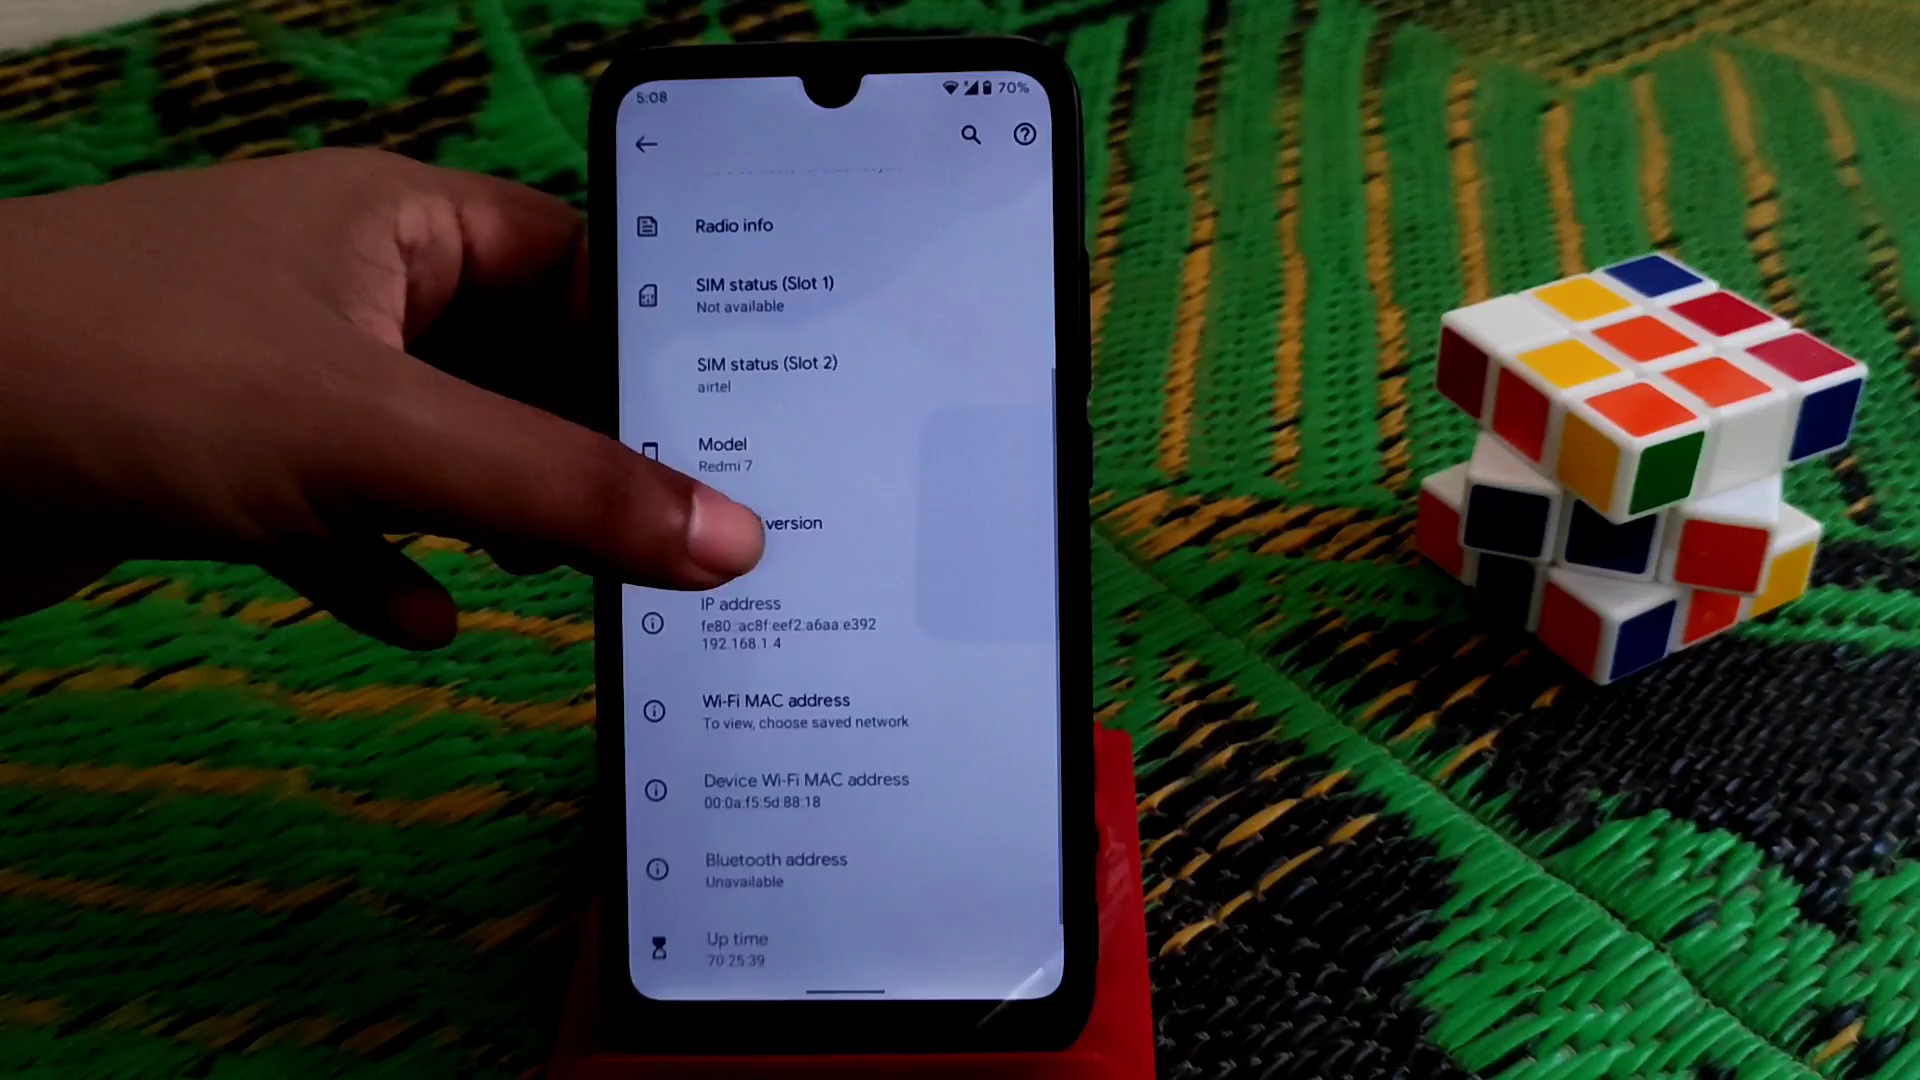 5:08
70%
Radio info
SIM status (Slot 1)
Not available
SIM status (Slot 2)
airtel
Model
Redmi 7
version
IP address
fe80::ac8f:eef2:a6aa:e392
192.168.1.4
Wi-Fi MAC address
To view, choose saved network
Device Wi-Fi MAC address
00:0a:f5:5d:88:18
Bluetooth address
Unavailable
Up time
70:25:39